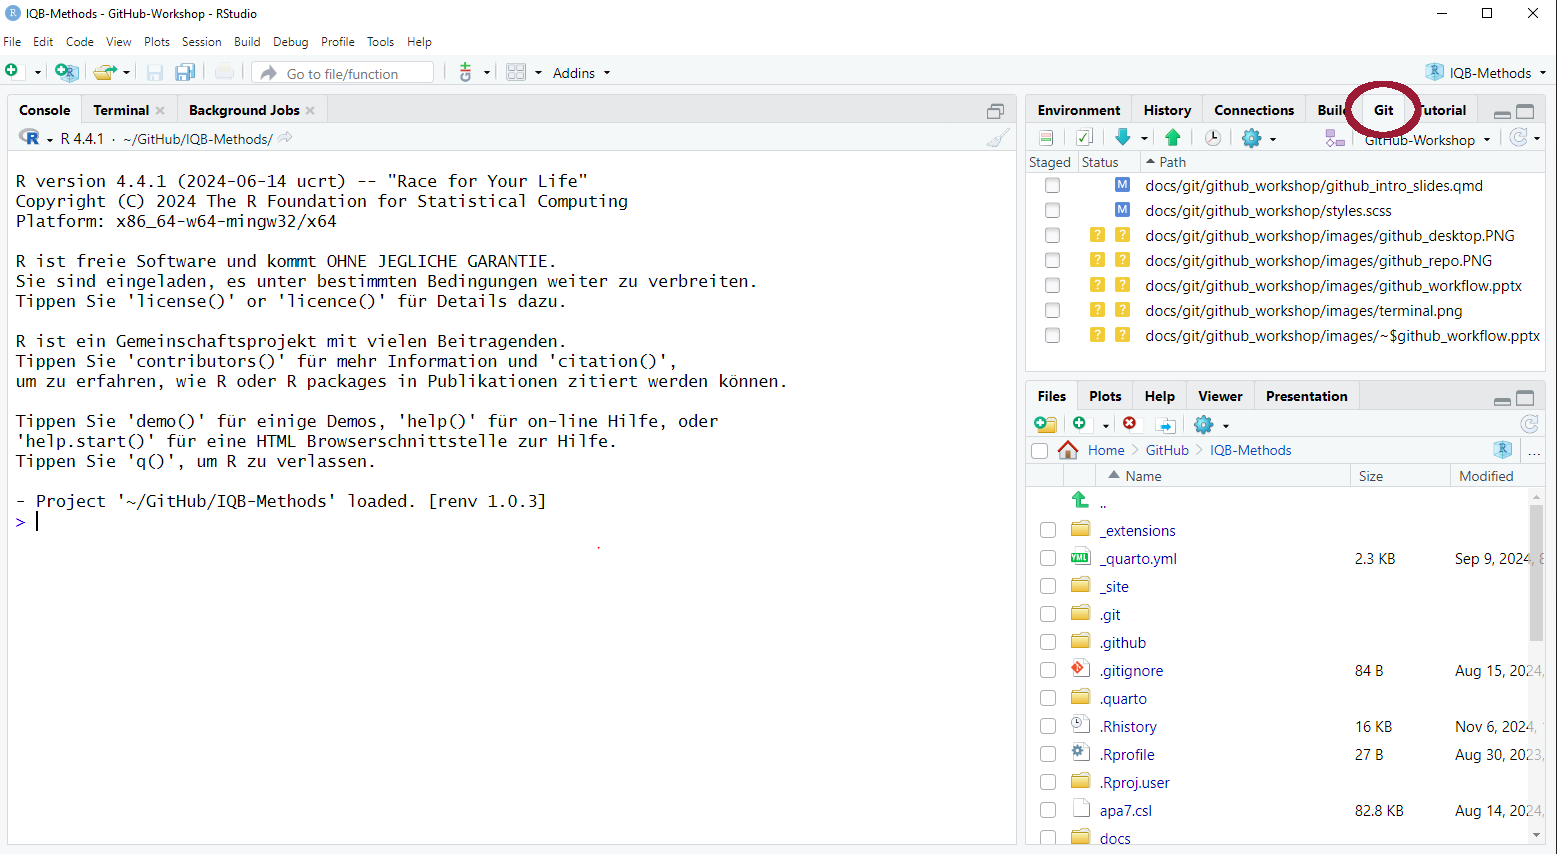 IQB-Methods - GitHub-Workshop - RStudio
File Edit Code View Plots Session Build Debug Profile Tools Help
Go to file/function Addins IQB-Methods
Console Terminal Background Jobs
R 4.4.1 · ~/GitHub/IQB-Methods/
R version 4.4.1 (2024-06-14 ucrt) -- "Race for Your Life"
Copyright (C) 2024 The R Foundation for Statistical Computing
Platform: x86_64-w64-mingw32/x64
R ist freie Software und kommt OHNE JEGLICHE GARANTIE.
Sie sind eingeladen, es unter bestimmten Bedingungen weiter zu verbreiten.
Tippen Sie 'license()' or 'licence()' für Details dazu.
R ist ein Gemeinschaftsprojekt mit vielen Beitragenden.
Tippen Sie 'contributors()' für mehr Information und 'citation()',
um zu erfahren, wie R oder R packages in Publikationen zitiert werden können.
Tippen Sie 'demo()' für einige Demos, 'help()' für on-line Hilfe, oder
'help.start()' für eine HTML Browserschnittstelle zur Hilfe.
Tippen Sie 'q()', um R zu verlassen.
- Project '~/GitHub/IQB-Methods' loaded. [renv 1.0.3]
>
Environment History Connections Build Git Tutorial
GitHub-Workshop
Staged Status Path
M docs/git/github_workshop/github_intro_slides.qmd
M docs/git/github_workshop/styles.scss
? ? docs/git/github_workshop/images/github_desktop.PNG
? ? docs/git/github_workshop/images/github_repo.PNG
? ? docs/git/github_workshop/images/github_workflow.pptx
? ? docs/git/github_workshop/images/terminal.png
? ? docs/git/github_workshop/images/~$github_workflow.pptx
Files Plots Help Viewer Presentation
Home GitHub IQB-Methods ...
Name Size Modified
..
_extensions
YML _quarto.yml 2.3 KB Sep 9, 2024,
_site
.git
.github
.gitignore 84 B Aug 15, 2024,
.quarto
.Rhistory 16 KB Nov 6, 2024,
.Rprofile 27 B Aug 30, 2023,
.Rproj.user
apa7.csl 82.8 KB Aug 14, 2024,
docs